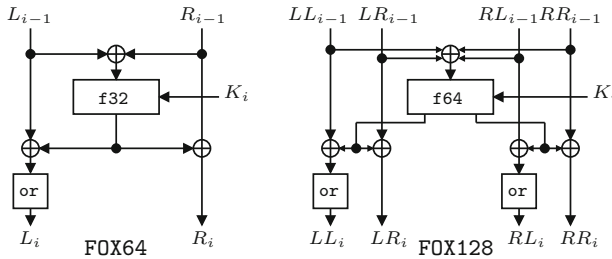 L_{i-1} R_{i-1} LL_{i-1} LR_{i-1} RL_{i-1} RR_{i-1}
f32 K_i f64 K
or or or
L_i R_i LL_i LR_i RL_i RR_i
FOX64 FOX128